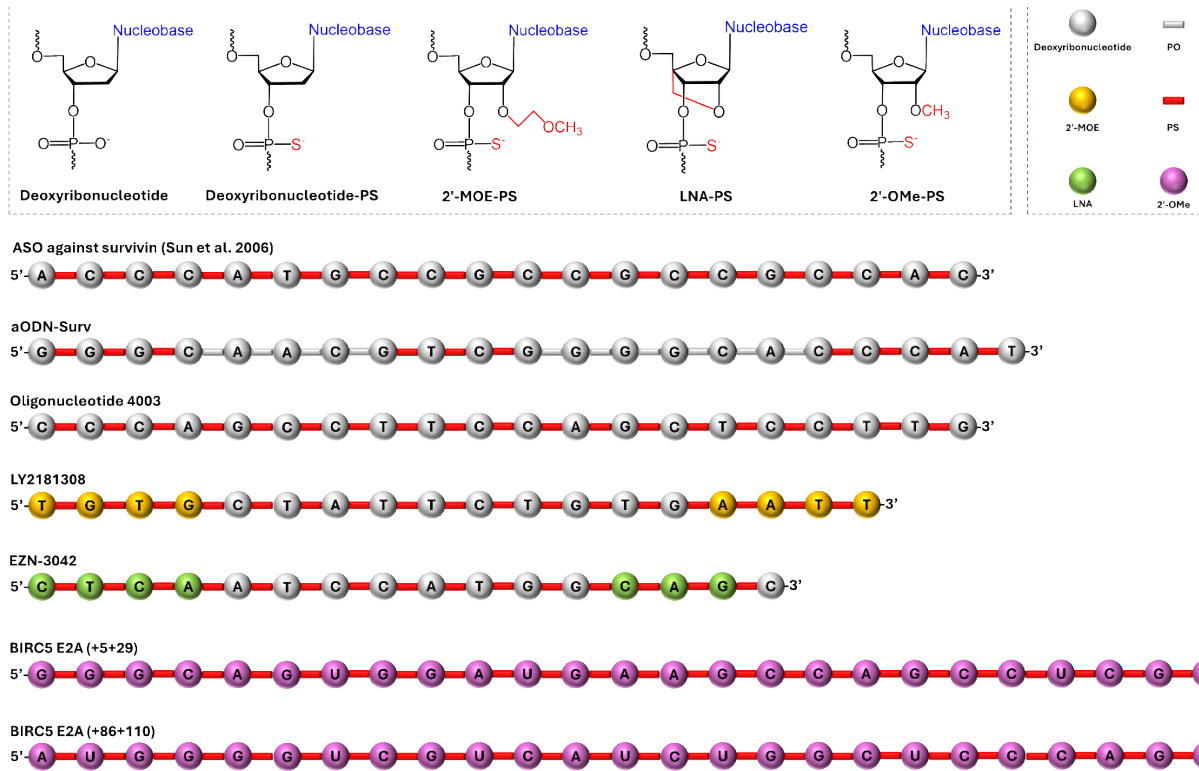 Nucleobase Nucleobase Nucleobase Nucleobase Nucleobase
O O O O O
O O O O O
O O O O O O O OCH₃
OCH₃
O=P-O⁻ O=P-S⁻ O=P-S⁻ O=P-S⁻ O=P-S⁻
Deoxyribonucleotide Deoxyribonucleotide-PS 2'-MOE-PS LNA-PS 2'-OMe-PS
Deoxyribonucleotide PO
2'-MOE PS
LNA 2'-OMe
ASO against survivin (Sun et al. 2006)
5'- A C C C A T G C C G C C G C C G C C A C -3'
aODN-Surv
5'- G G G C A A C G T C G G G G C A C C C A T -3'
Oligonucleotide 4003
5'- C C C A G C C T T C C A G C T C C T T G -3'
LY2181308
5'- T G T G C T A T T C T G T G A A T T -3'
EZN-3042
5'- C T C A A T C C A T G G C A G C -3'
BIRC5 E2A (+5+29)
5'- G G G C A G U G G A U G A A G C C A G C C U C G
BIRC5 E2A (+86+110)
5'- A U G G G G U C G U C A U C U G G C U C C C A G